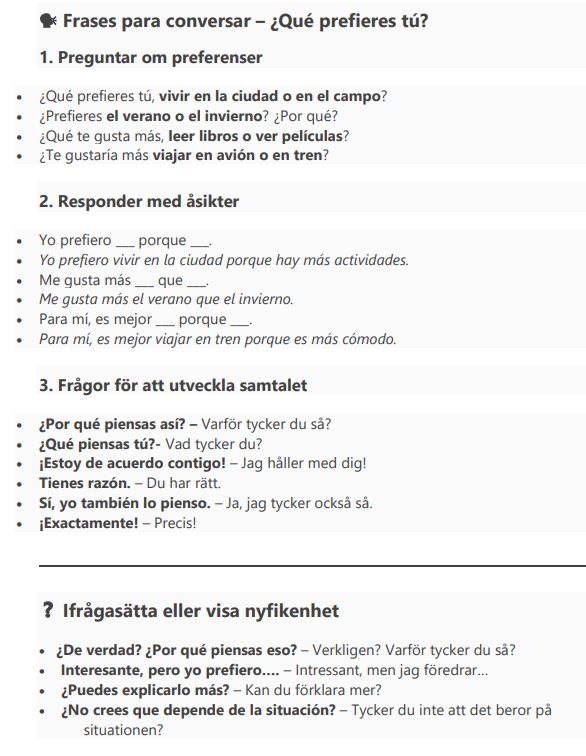 🗣 Frases para conversar – ¿Qué prefieres tú?
1. Preguntar om preferenser
• ¿Qué prefieres tú, vivir en la ciudad o en el campo?
• ¿Prefieres el verano o el invierno? ¿Por qué?
• ¿Qué te gusta más, leer libros o ver películas?
• ¿Te gustaría más viajar en avión o en tren?
2. Responder med åsikter
• Yo prefiero ___ porque ___.
• Yo prefiero vivir en la ciudad porque hay más actividades.
• Me gusta más ___ que ___.
• Me gusta más el verano que el invierno.
• Para mí, es mejor ___ porque ___.
• Para mí, es mejor viajar en tren porque es más cómodo.
3. Frågor för att utveckla samtalet
• ¿Por qué piensas así? – Varför tycker du så?
• ¿Qué piensas tú?- Vad tycker du?
• ¡Estoy de acuerdo contigo! – Jag håller med dig!
• Tienes razón. – Du har rätt.
• Sí, yo también lo pienso. – Ja, jag tycker också så.
• ¡Exactamente! – Precis!
❓ Ifrågasätta eller visa nyfikenhet
• ¿De verdad? ¿Por qué piensas eso? – Verkligen? Varför tycker du så?
• Interesante, pero yo prefiero.... – Intressant, men jag föredrar...
• ¿Puedes explicarlo más? – Kan du förklara mer?
• ¿No crees que depende de la situación? – Tycker du inte att det beror på
situationen?